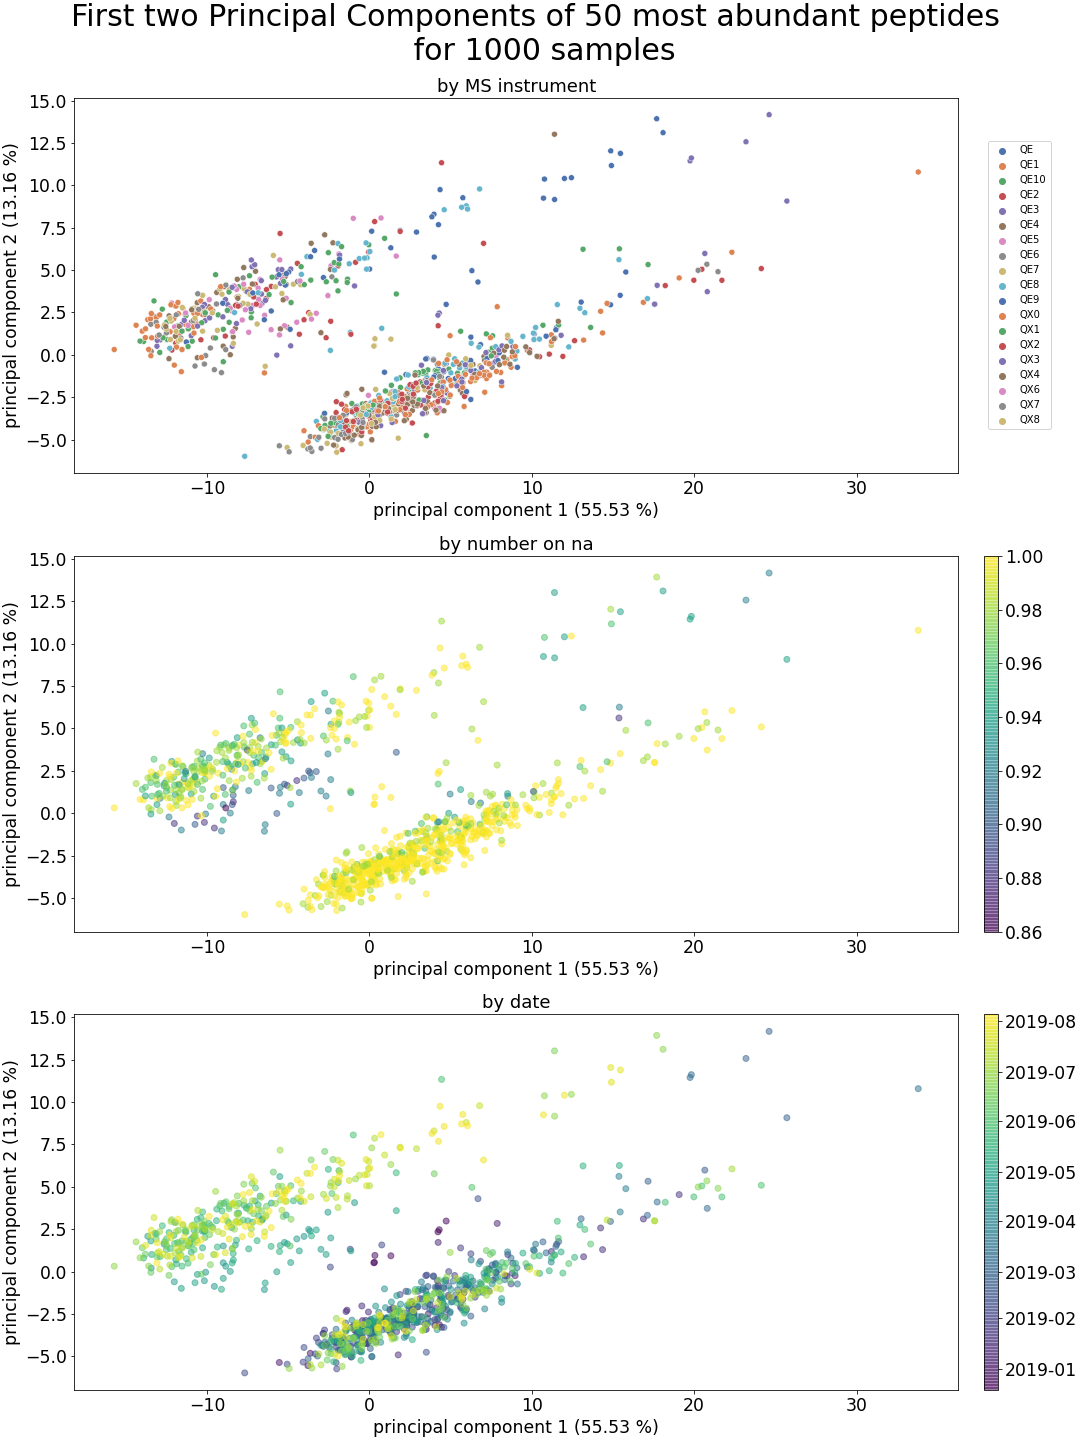 First two Principal Components of 50 most abundant peptides
for 1000 samples
by MS instrument
15.0
12.5
10.0
7.5
5.0
2.5
0.0
−2.5
−5.0
principal component 2 (13.16 %)
−10
0
10
20
30
principal component 1 (55.53 %)
QE
QE1
QE10
QE2
QE3
QE4
QE5
QE6
QE7
QE8
QE9
QX0
QX1
QX2
QX3
QX4
QX6
QX7
QX8
by number on na
15.0
12.5
10.0
7.5
5.0
2.5
0.0
−2.5
−5.0
principal component 2 (13.16 %)
−10
0
10
20
30
principal component 1 (55.53 %)
1.00
0.98
0.96
0.94
0.92
0.90
0.88
0.86
by date
15.0
12.5
10.0
7.5
5.0
2.5
0.0
−2.5
−5.0
principal component 2 (13.16 %)
−10
0
10
20
30
principal component 1 (55.53 %)
2019-08
2019-07
2019-06
2019-05
2019-04
2019-03
2019-02
2019-01